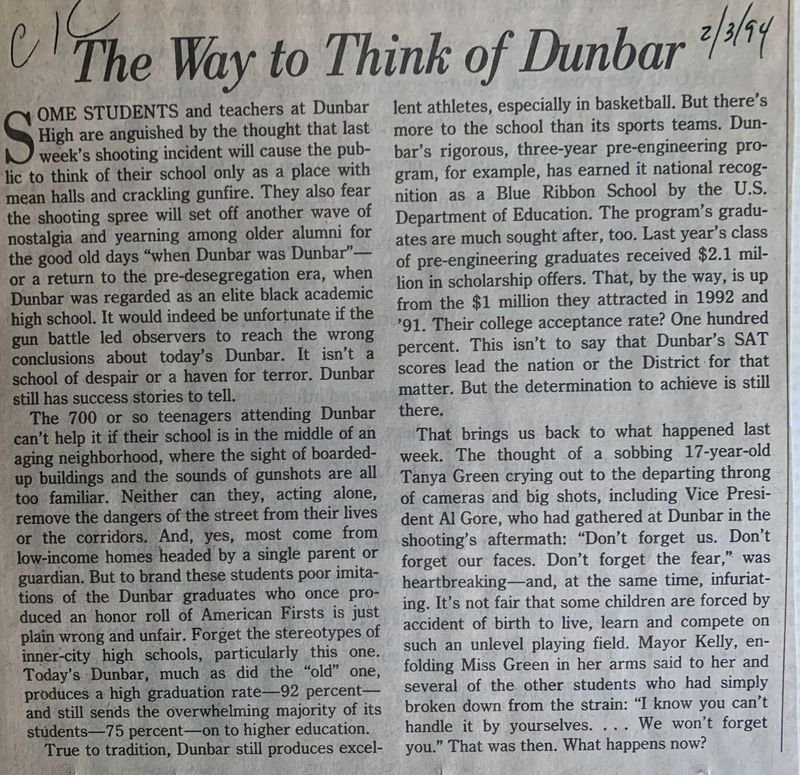 C1C
The Way to Think of Dunbar
2/3/94
SOME STUDENTS and teachers at Dunbar
High are anguished by the thought that last
week's shooting incident will cause the pub-
lic to think of their school only as a place with
mean halls and crackling gunfire. They also fear
the shooting spree will set off another wave of
nostalgia and yearning among older alumni for
the good old days “when Dunbar was Dunbar”—
or a return to the pre-desegregation era, when
Dunbar was regarded as an elite black academic
high school. It would indeed be unfortunate if the
gun battle led observers to reach the wrong
conclusions about today's Dunbar. It isn't a
school of despair or a haven for terror. Dunbar
still has success stories to tell.
The 700 or so teenagers attending Dunbar
can't help it if their school is in the middle of an
aging neighborhood, where the sight of boarded-
up buildings and the sounds of gunshots are all
too familiar. Neither can they, acting alone,
remove the dangers of the street from their lives
or the corridors. And, yes, most come from
low-income homes headed by a single parent or
guardian. But to brand these students poor imita-
tions of the Dunbar graduates who once pro-
duced an honor roll of American Firsts is just
plain wrong and unfair. Forget the stereotypes of
inner-city high schools, particularly this one.
Today's Dunbar, much as did the “old” one,
produces a high graduation rate—92 percent—
and still sends the overwhelming majority of its
students—75 percent—on to higher education.
True to tradition, Dunbar still produces excel-
lent athletes, especially in basketball. But there's
more to the school than its sports teams. Dun-
bar's rigorous, three-year pre-engineering pro-
gram, for example, has earned it national recog-
nition as a Blue Ribbon School by the U.S.
Department of Education. The program's gradu-
ates are much sought after, too. Last year's class
of pre-engineering graduates received $2.1 mil-
lion in scholarship offers. That, by the way, is up
from the $1 million they attracted in 1992 and
'91. Their college acceptance rate? One hundred
percent. This isn't to say that Dunbar's SAT
scores lead the nation or the District for that
matter. But the determination to achieve is still
there.
That brings us back to what happened last
week. The thought of a sobbing 17-year-old
Tanya Green crying out to the departing throng
of cameras and big shots, including Vice Presi-
dent Al Gore, who had gathered at Dunbar in the
shooting's aftermath: “Don't forget us. Don't
forget our faces. Don't forget the fear,” was
heartbreaking—and, at the same time, infuriat-
ing. It's not fair that some children are forced by
accident of birth to live, learn and compete on
such an unlevel playing field. Mayor Kelly, en-
folding Miss Green in her arms said to her and
several of the other students who had simply
broken down from the strain: “I know you can't
handle it by yourselves. . . . We won't forget
you.” That was then. What happens now?